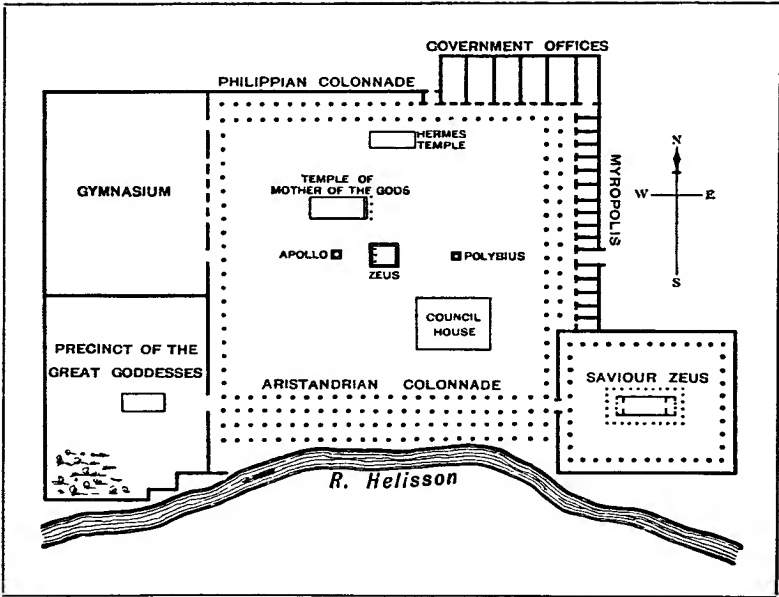 GOVERNMENT OFFICES
PHILIPPIAN COLONNADE
HERMES
TEMPLE
N
MYROPOLIS
GYMNASIUM
TEMPLE OF
MOTHER OF THE GODS
W
E
APOLLO
ZEUS
POLYBIUS
S
COUNCIL
HOUSE
PRECINCT OF THE
GREAT GODDESSES
SAVIOUR ZEUS
ARISTANDRIAN COLONNADE
R. Helisson